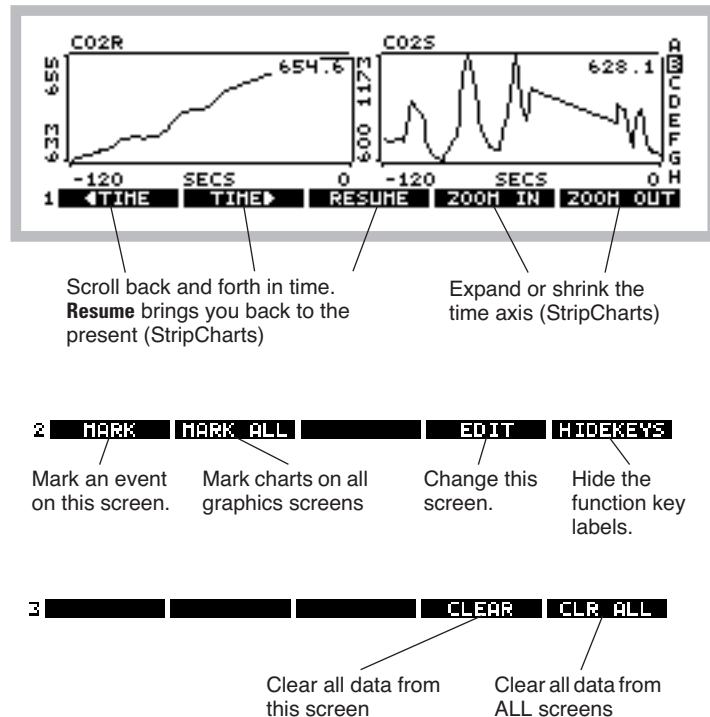 CO2R
CO2S
A
655
654.6
1173
628.1
B
C
D
E
F
633
600
G
-120 SECS 0
-120 SECS 0
H
1 ◀TIME TIME▶ RESUME ZOOM IN ZOOM OUT
Scroll back and forth in time.
Resume brings you back to the
present (StripCharts)
Expand or shrink the
time axis (StripCharts)
2 MARK MARK ALL EDIT HIDEKEYS
Mark an event
on this screen.
Mark charts on all
graphics screens
Change this
screen.
Hide the
function key
labels.
3 CLEAR CLR ALL
Clear all data from
this screen
Clear all data from
ALL screens